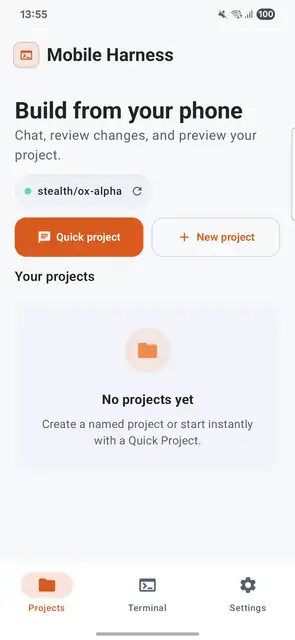 13:55
100
Mobile Harness
Build from your phone
Chat, review changes, and preview your
project.
stealth/ox-alpha
Quick project
New project
Your projects
No projects yet
Create a named project or start instantly
with a Quick Project.
Projects
Terminal
Settings